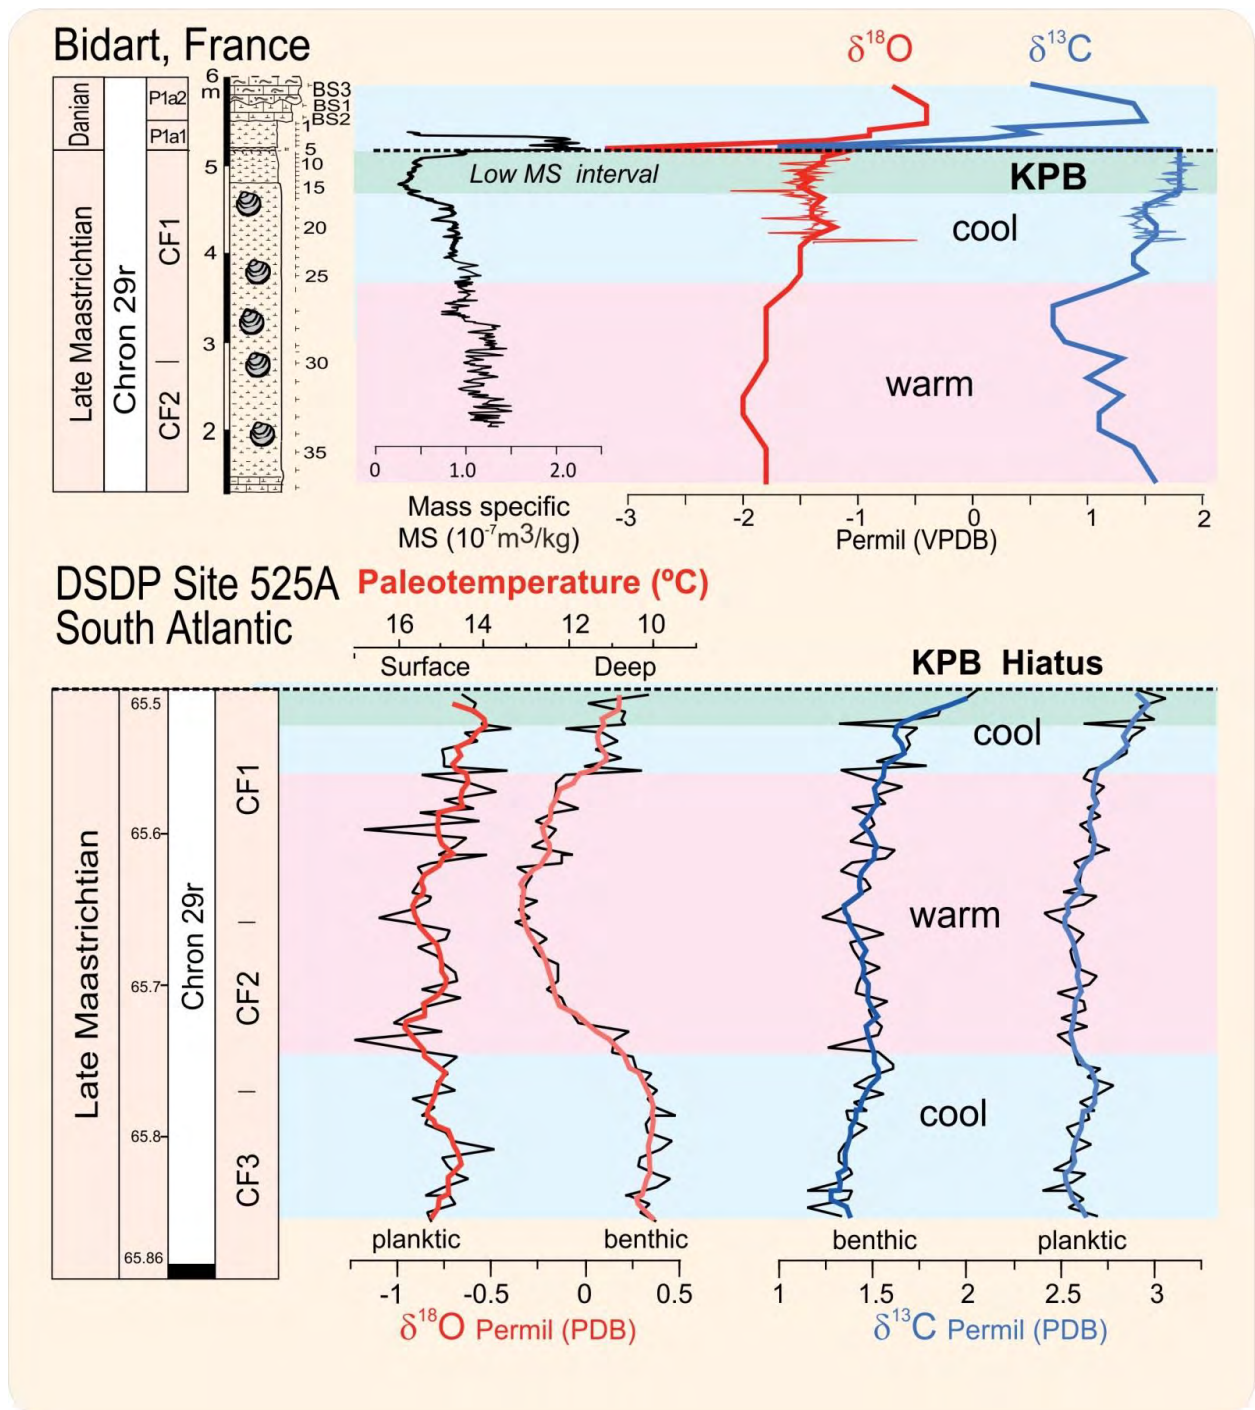 Bidart, France
δ18O
δ13C
6
m
Danian
P1a2
P1a1
BS3
BS1
BS2
1
5
10
15
20
25
30
35
5
4
3
2
Late Maastrichtian
Chron 29r
CF1
CF2
Low MS interval
KPB
cool
warm
0
1.0
2.0
Mass specific
MS (10-7m3/kg)
-3
-2
-1
0
1
2
Permil (VPDB)
DSDP Site 525A
South Atlantic
Paleotemperature (ºC)
16
14
12
10
Surface
Deep
KPB Hiatus
65.5
65.6
65.7
65.8
65.86
Late Maastrichtian
Chron 29r
CF1
CF2
CF3
cool
warm
cool
planktic
benthic
benthic
planktic
-1
-0.5
0
0.5
1
1.5
2
2.5
3
δ18O Permil (PDB)
δ13C Permil (PDB)